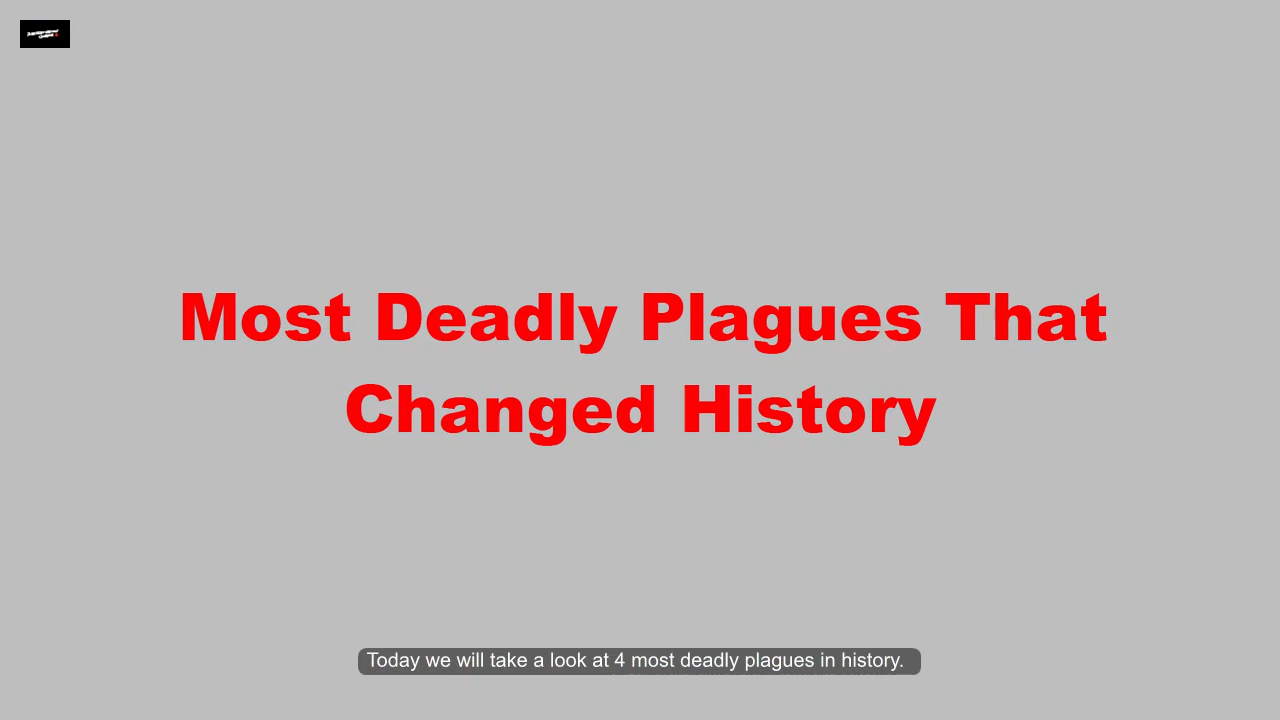 Most Deadly Plagues That
Changed History
Today we will take a look at 4 most deadly plagues in history.